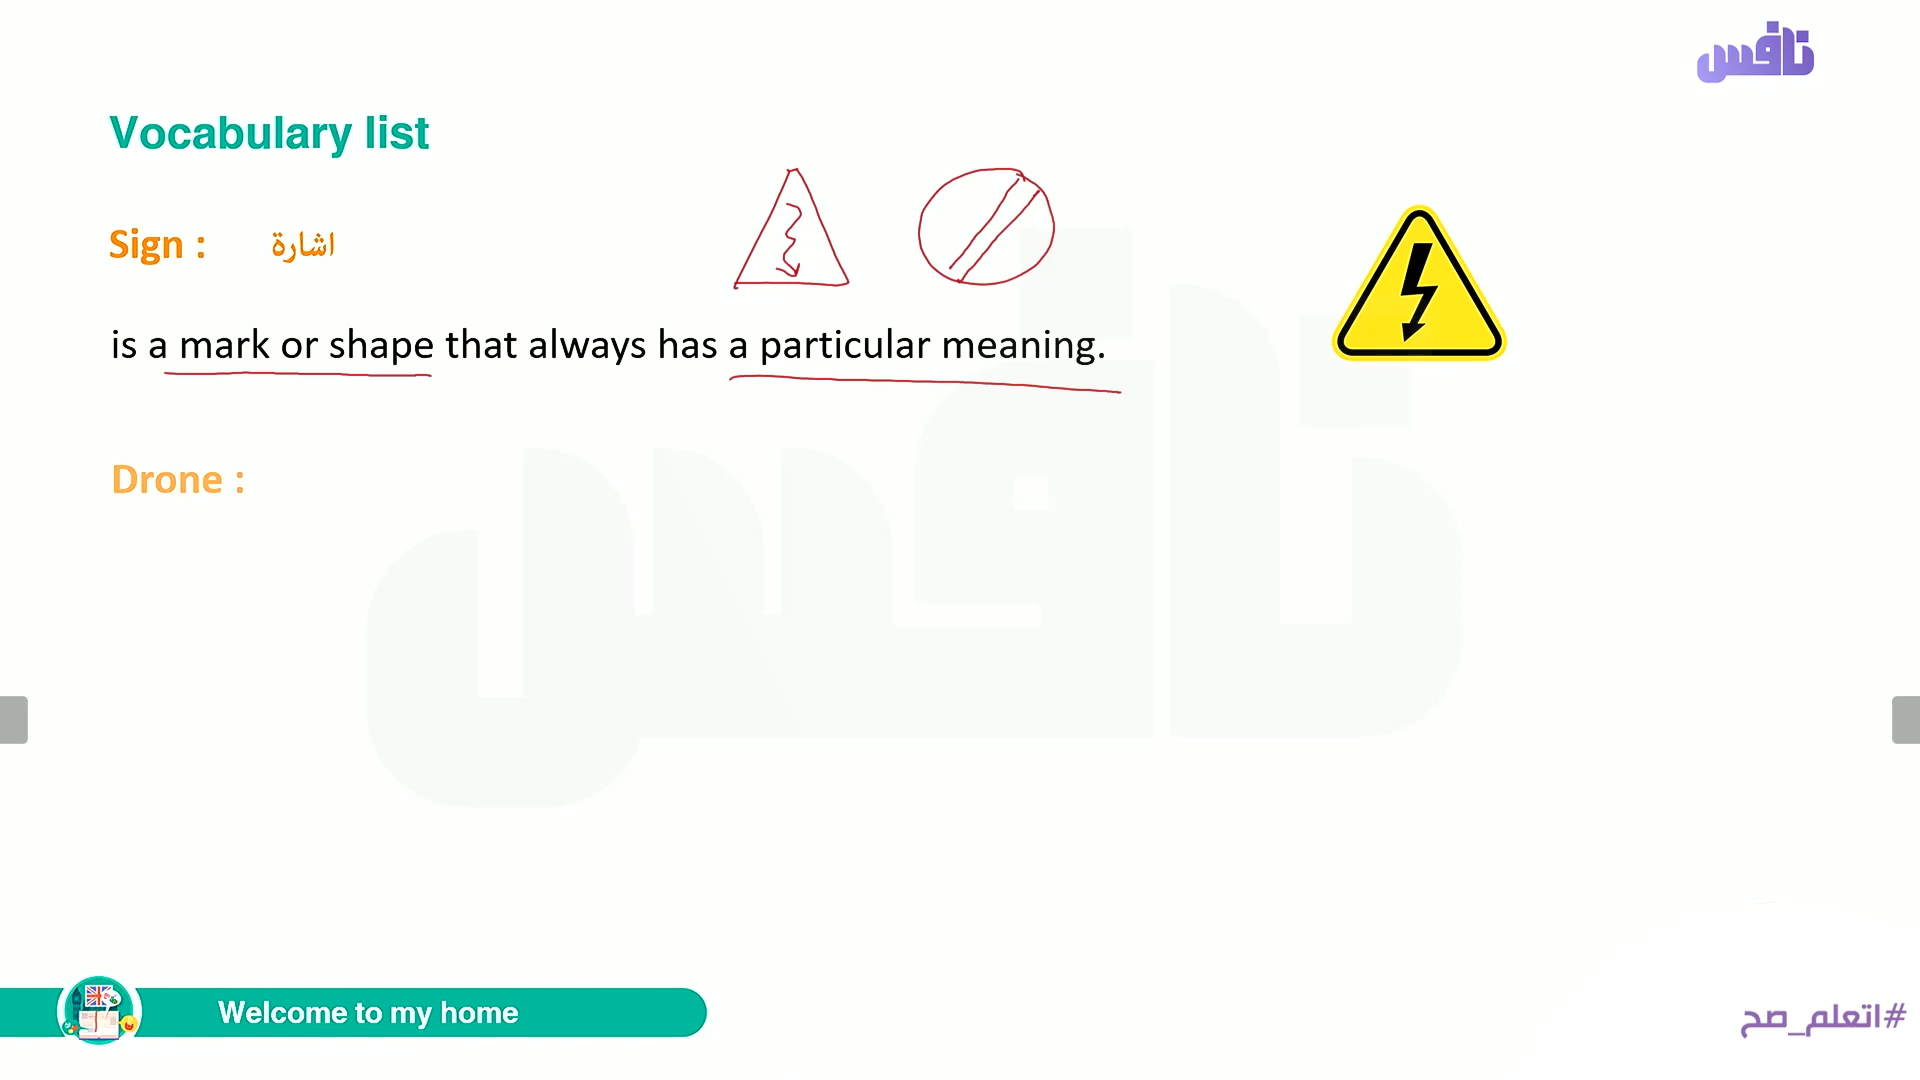 نافس
Vocabulary list
Sign : اشارة
is a mark or shape that always has a particular meaning.
Drone :
Welcome to my home
#اتعلم_صح